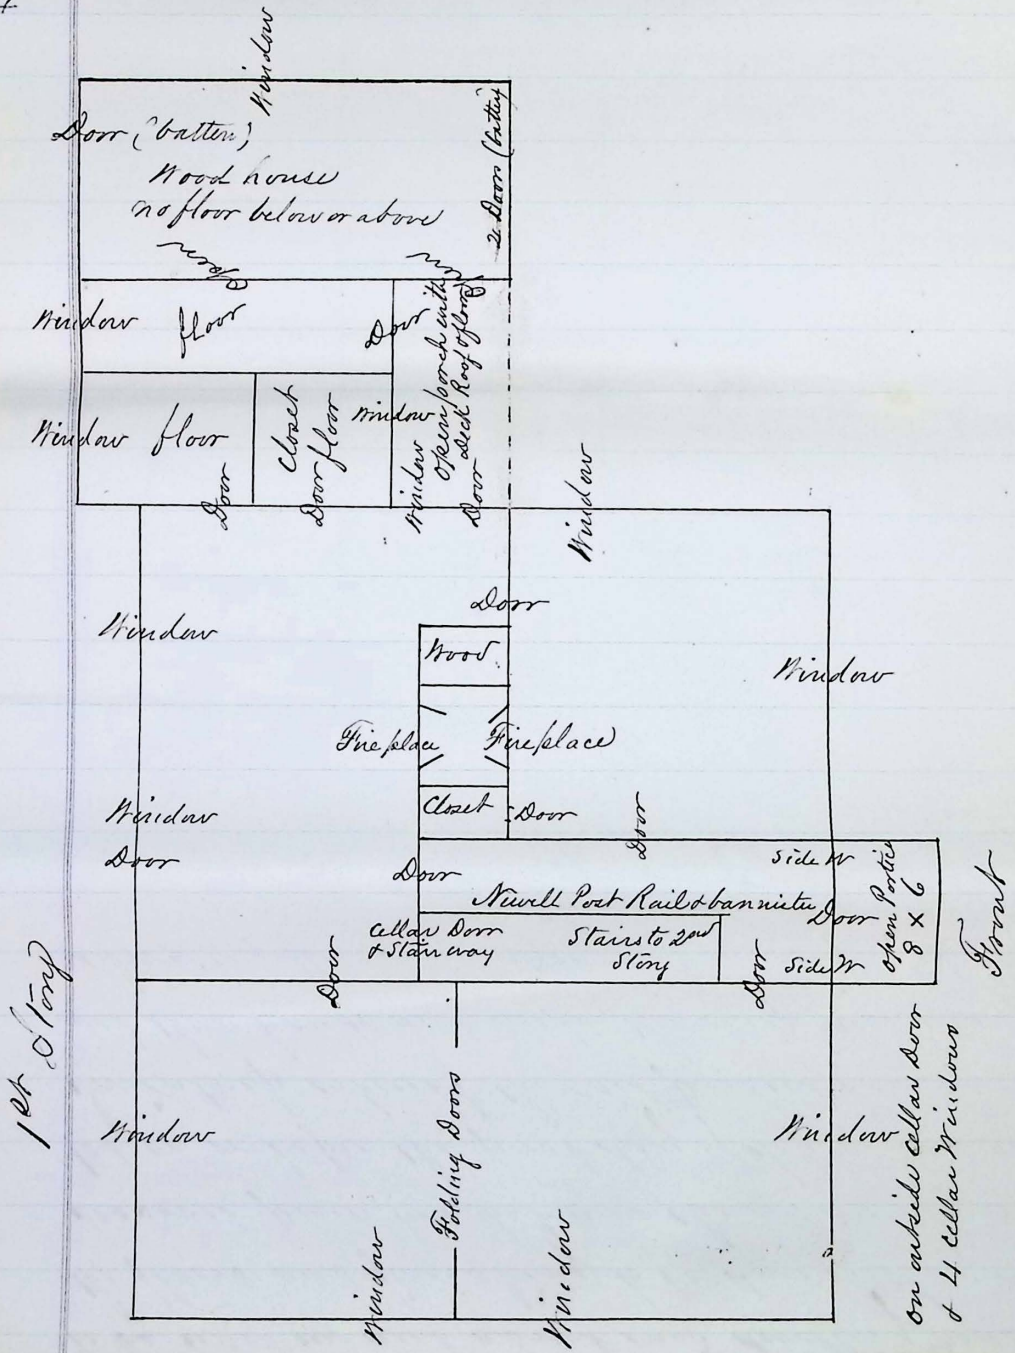 1st Story
Window
Door (batten)
Wood house
no floor below or above
2 Doors (batten)
open
open
Window
floor
Door
open porch with
Deck Roof & floor
Window
floor
Closet
Door floor
Window
Door
Window
Door
Window
Window
Door
Wood
Window
Fireplace
Fireplace
Window
Closet
Door
Door
Door
Door
Side W
Newell Post Rail & bannister
Door
open Portico
8 x 6
Front
Cellar Door
& Stairway
Stairs to 2nd
Story
Side W
Door
Door
Window
Folding Doors
Window
Window
Window
on outside cellar Door
& 4 cellar Windows